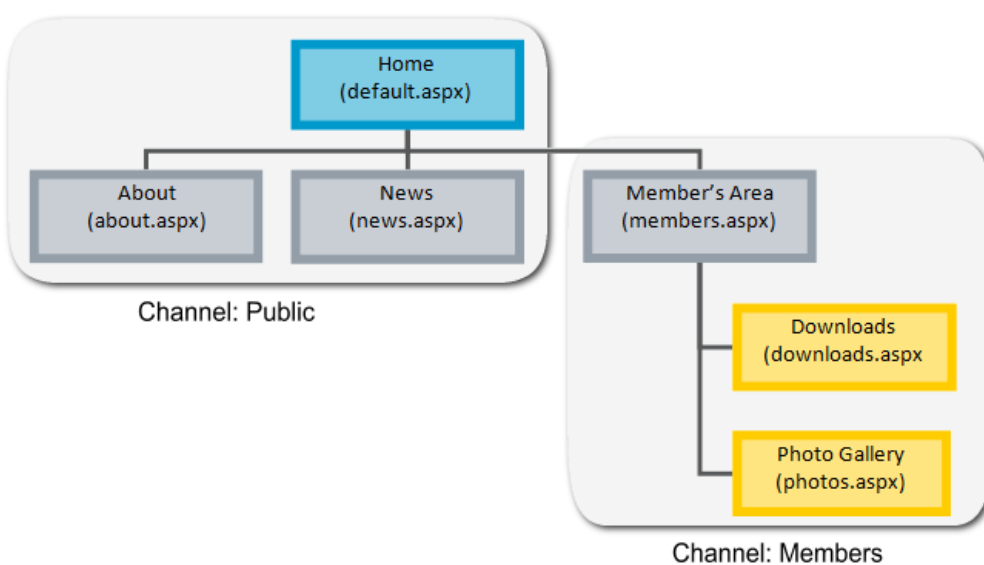 Home
(default.aspx)
About
(about.aspx)
News
(news.aspx)
Member's Area
(members.aspx)
Channel: Public
Downloads
(downloads.aspx
Photo Gallery
(photos.aspx)
Channel: Members